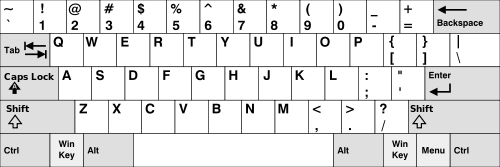 ~ ! @ # $ % ^ & * ( ) _ +
` 1 2 3 4 5 6 7 8 9 0 - = Backspace
Tab Q W E R T Y U I O P { } |
[ ] \
Caps Lock A S D F G H J K L : " Enter
; '
Shift Z X C V B N M < > ? Shift
, . /
Ctrl Win Key Alt Alt Win Key Menu Ctrl